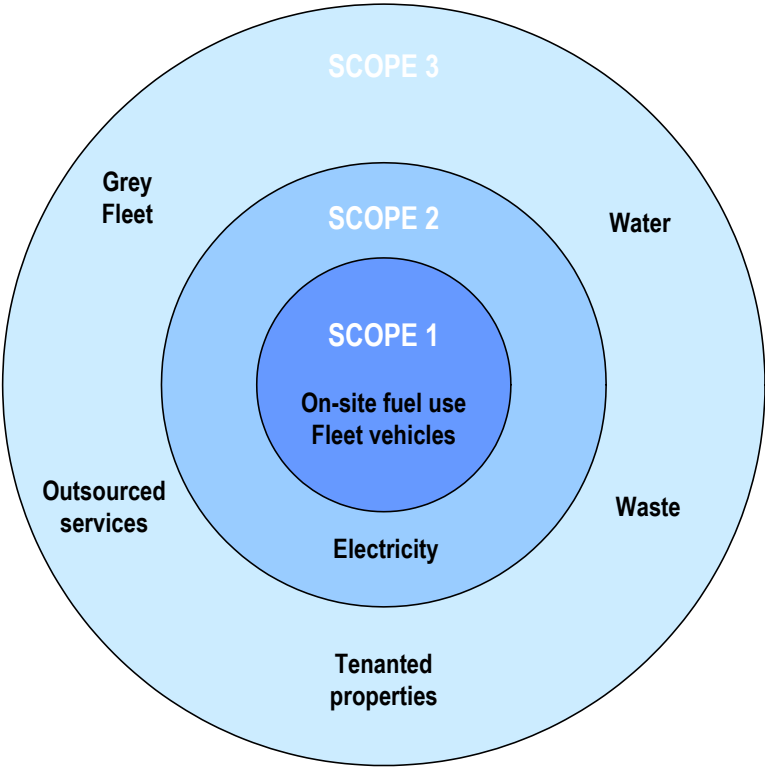 SCOPE 3
Grey
Fleet
SCOPE 2
Water
SCOPE 1
On-site fuel use
Fleet vehicles
Outsourced
services
Waste
Electricity
Tenanted
properties